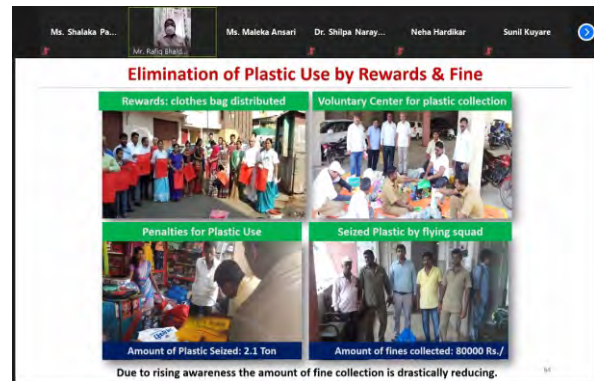 Ms. Shalaka Pa...
Ms. Maleka Ansari
Dr. Shilpa Naray...
Neha Hardikar
Sunil Kuyare
Mr. Rafiq Bhald...
Elimination of Plastic Use by Rewards & Fine
Rewards: clothes bag distributed
Voluntary Center for plastic collection
Penalties for Plastic Use
Seized Plastic by flying squad
Amount of Plastic Seized: 2.1 Ton
Amount of fines collected: 80000 Rs./
Due to rising awareness the amount of fine collection is drastically reducing.